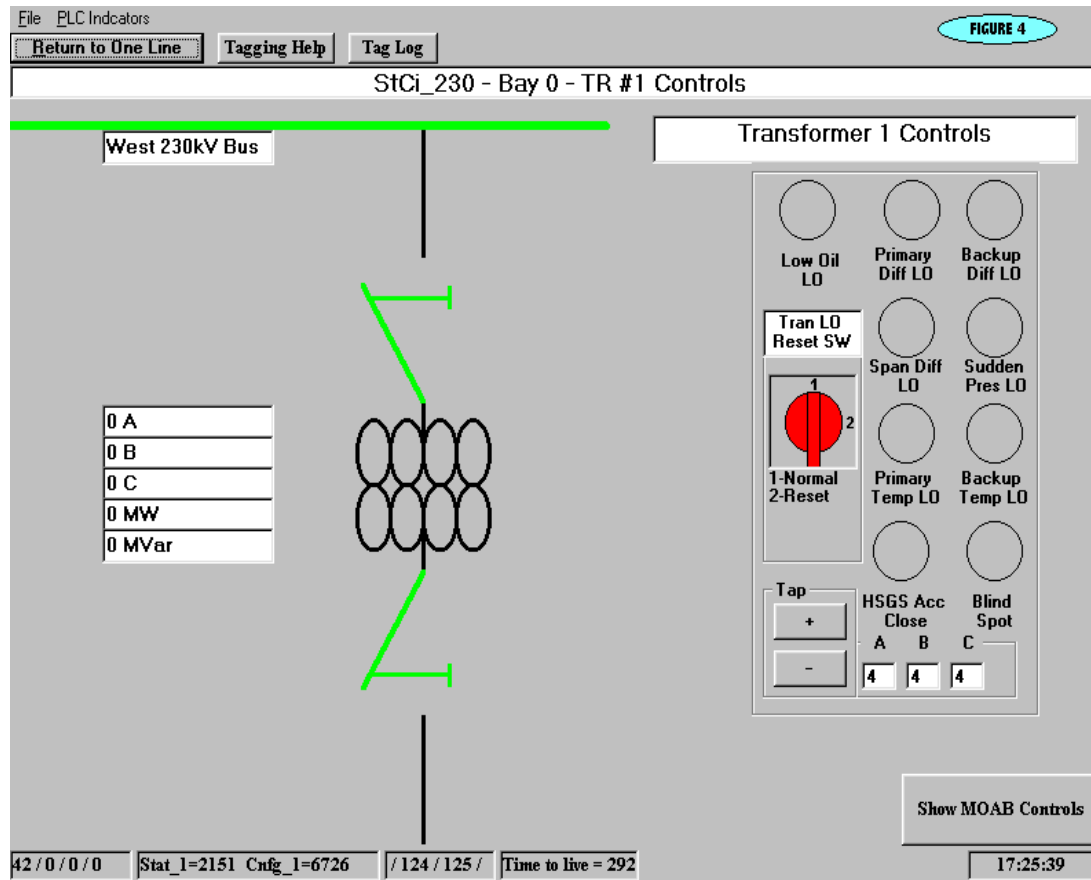 File PLC Indcators
FIGURE 4
Return to One Line Tagging Help Tag Log
StCi_230 - Bay 0 - TR #1 Controls
West 230kV Bus
Transformer 1 Controls
Low Oil
LO
Primary
Diff LO
Backup
Diff LO
Tran LO
Reset SW
1
2
1-Normal
2-Reset
Span Diff
LO
Sudden
Pres LO
Primary
Temp LO
Backup
Temp LO
HSGS Acc
Close
Blind
Spot
0 A
0 B
0 C
0 MW
0 MVar
Tap
+
-
A B C
4 4 4
Show MOAB Controls
42 / 0 / 0 / 0 Stat_1=2151 Cnfg_1=6726 / 124 / 125 / Time to live = 292 17:25:39